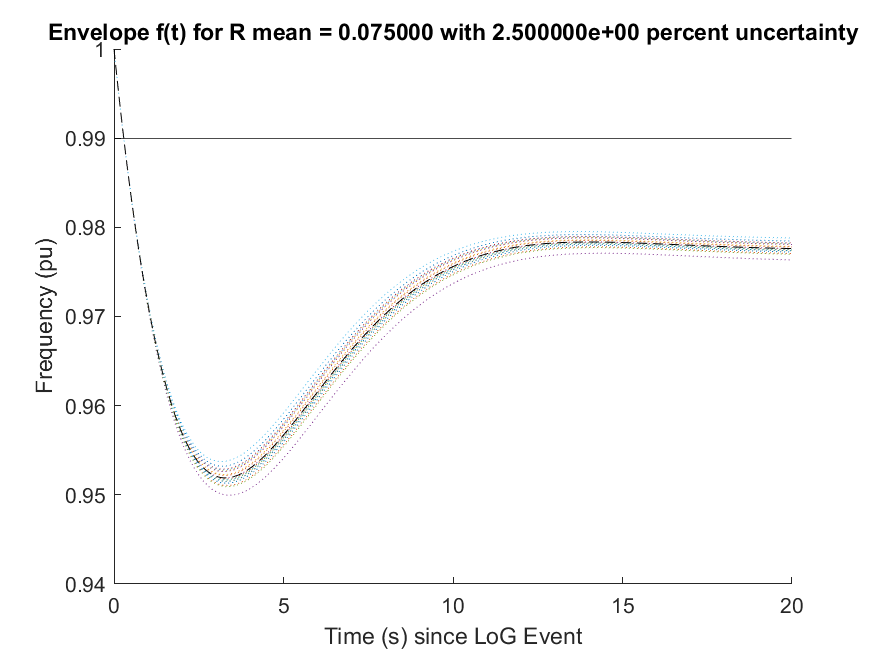 Envelope f(t) for R mean = 0.075000 with 2.500000e+00 percent uncertainty
1
0.99
0.98
0.97
0.96
0.95
0.94
Frequency (pu)
0 5 10 15 20
Time (s) since LoG Event